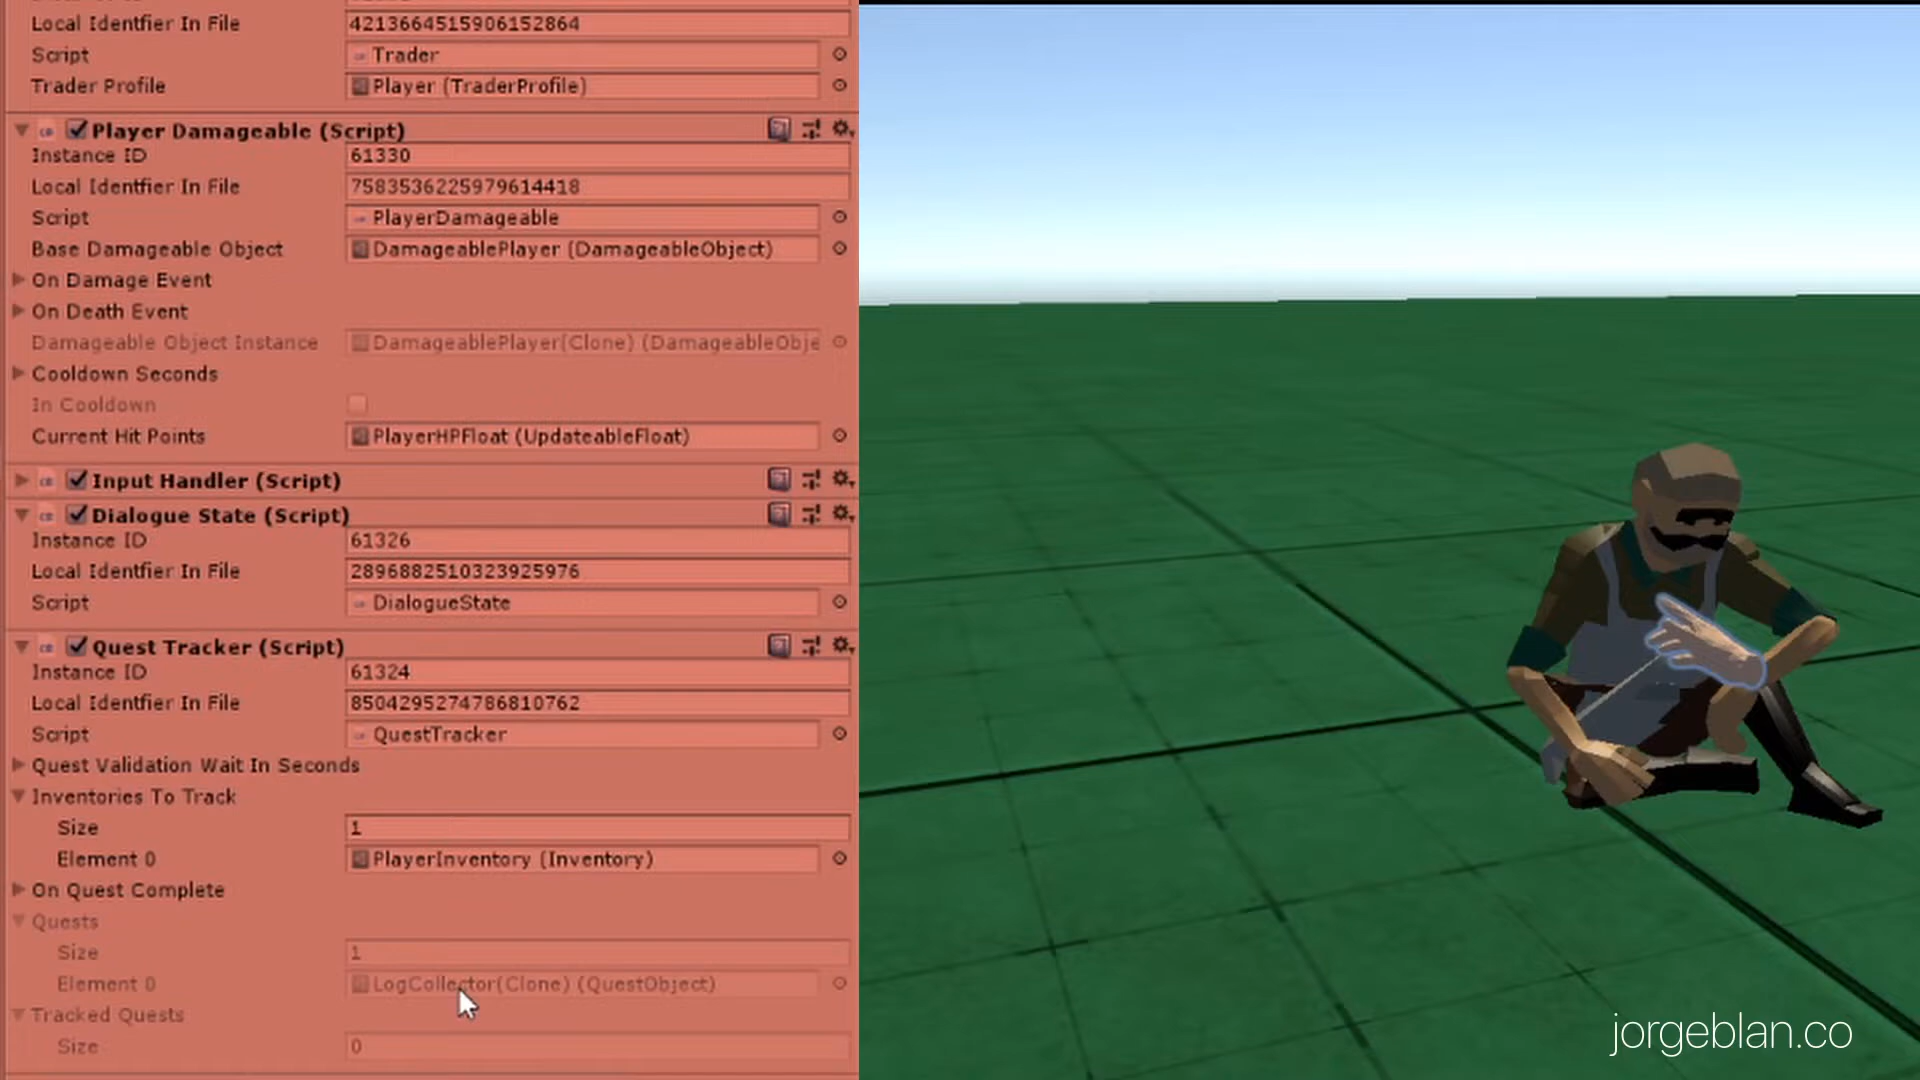 Local Identfier In File 4213664515906152864
Script Trader
Trader Profile Player (TraderProfile)
Player Damageable (Script)
Instance ID 61330
Local Identfier In File 7583536225979614418
Script PlayerDamageable
Base Damageable Object DamageablePlayer (DamageableObject)
On Damage Event
On Death Event
Damageable Object Instance DamageablePlayer(Clone) (DamageableObje
Cooldown Seconds
In Cooldown
Current Hit Points PlayerHPFloat (UpdateableFloat)
Input Handler (Script)
Dialogue State (Script)
Instance ID 61326
Local Identfier In File 2896882510323925976
Script DialogueState
Quest Tracker (Script)
Instance ID 61324
Local Identfier In File 8504295274786810762
Script QuestTracker
Quest Validation Wait In Seconds
Inventories To Track
Size 1
Element 0 PlayerInventory (Inventory)
On Quest Complete
Quests
Size 1
Element 0 LogCollector(Clone) (QuestObject)
Tracked Quests
Size 0
jorgeblan.co